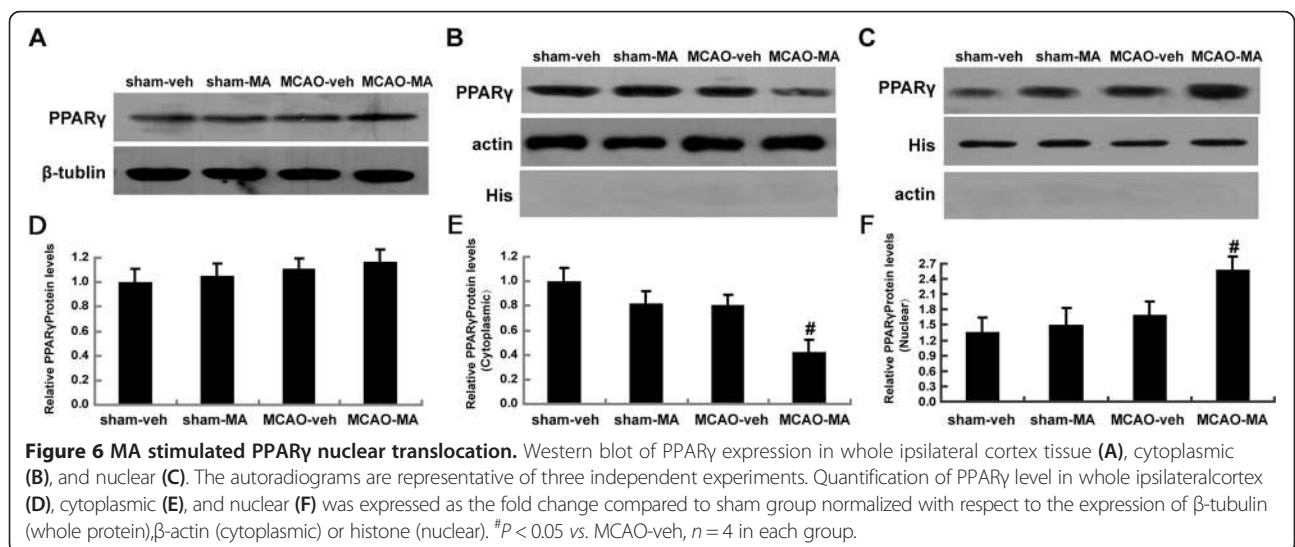 A
sham-veh sham-MA MCAO-veh MCAO-MA
PPARγ
β-tublin
B
sham-veh sham-MA MCAO-veh MCAO-MA
PPARγ
actin
His
C
sham-veh sham-MA MCAO-veh MCAO-MA
PPARγ
His
actin
D
Relative PPARγProtein levels
1.2
1.0
0.8
0.6
0.4
0.2
0.0
sham-veh sham-MA MCAO-veh MCAO-MA
E
Relative PPARγProtein levels
(Cytoplasmic)
1.2
1.0
0.8
0.6
0.4
0.2
0.0
#
sham-veh sham-MA MCAO-veh MCAO-MA
F
Relative PPARγProtein levels
(Nuclear)
2.7
2.4
2.1
1.8
1.5
1.2
0.9
0.6
0.3
0.0
#
sham-veh sham-MA MCAO-veh MCAO-MA
Figure 6 MA stimulated PPARγ nuclear translocation. Western blot of PPARγ expression in whole ipsilateral cortex tissue (A), cytoplasmic
(B), and nuclear (C). The autoradiograms are representative of three independent experiments. Quantification of PPARγ level in whole ipsilateralcortex
(D), cytoplasmic (E), and nuclear (F) was expressed as the fold change compared to sham group normalized with respect to the expression of β-tubulin
(whole protein),β-actin (cytoplasmic) or histone (nuclear). #P < 0.05 vs. MCAO-veh, n = 4 in each group.